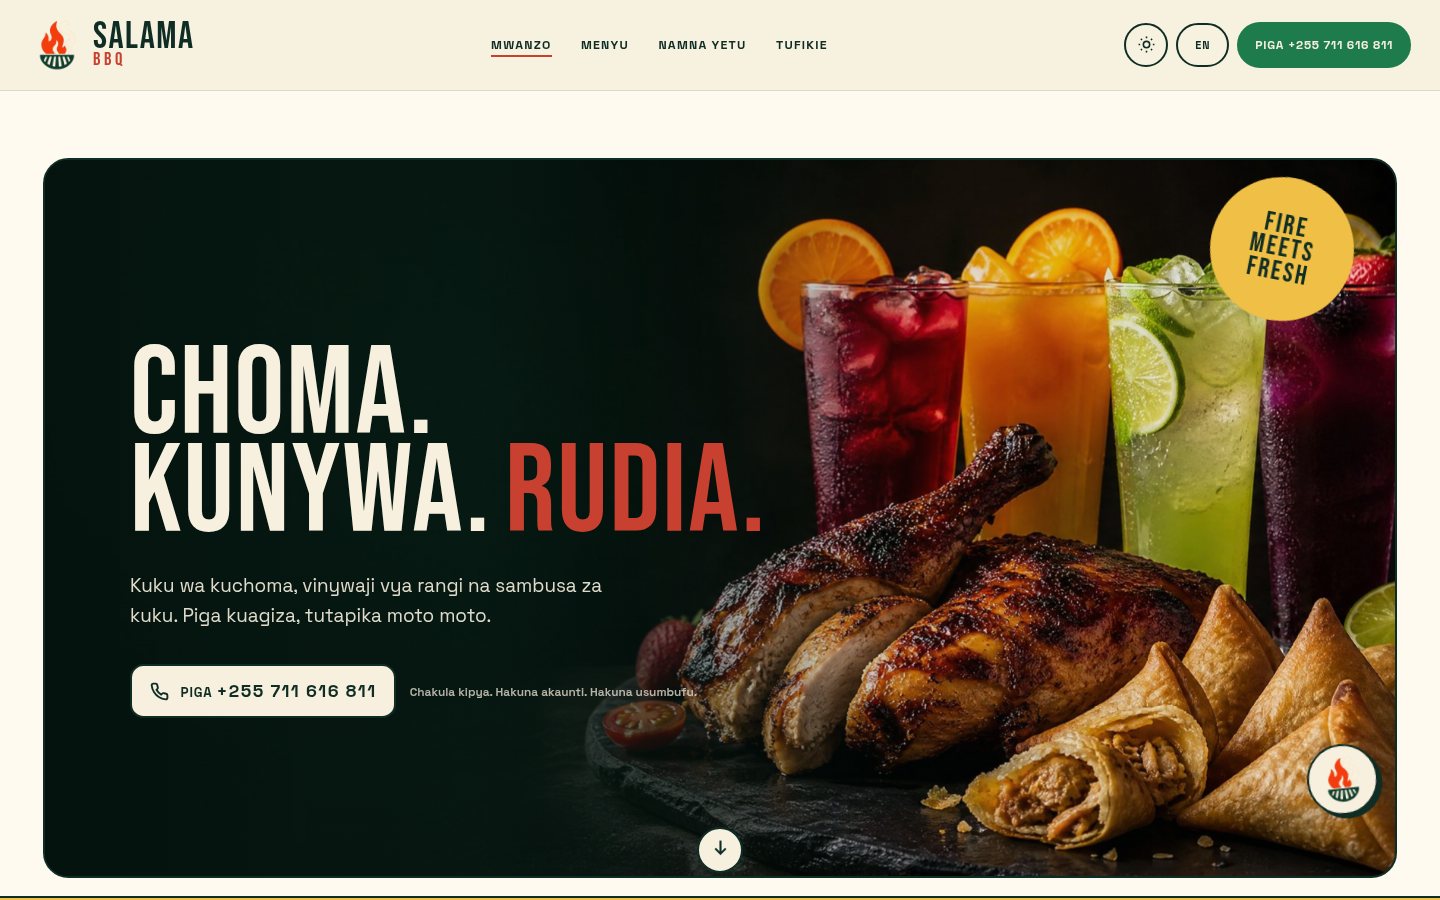 SALAMA
BBQ
MWANZO
MENYU
NAMNA YETU
TUFIKIE
EN
PIGA +255 711 616 811
FIRE
MEETS
FRESH
CHOMA.
KUNYWA. RUDIA.
Kuku wa kuchoma, vinywaji vya rangi na sambusa za
kuku. Piga kuagiza, tutapika moto moto.
PIGA +255 711 616 811
Chakula kipya. Hakuna akaunti. Hakuna usumbufu.